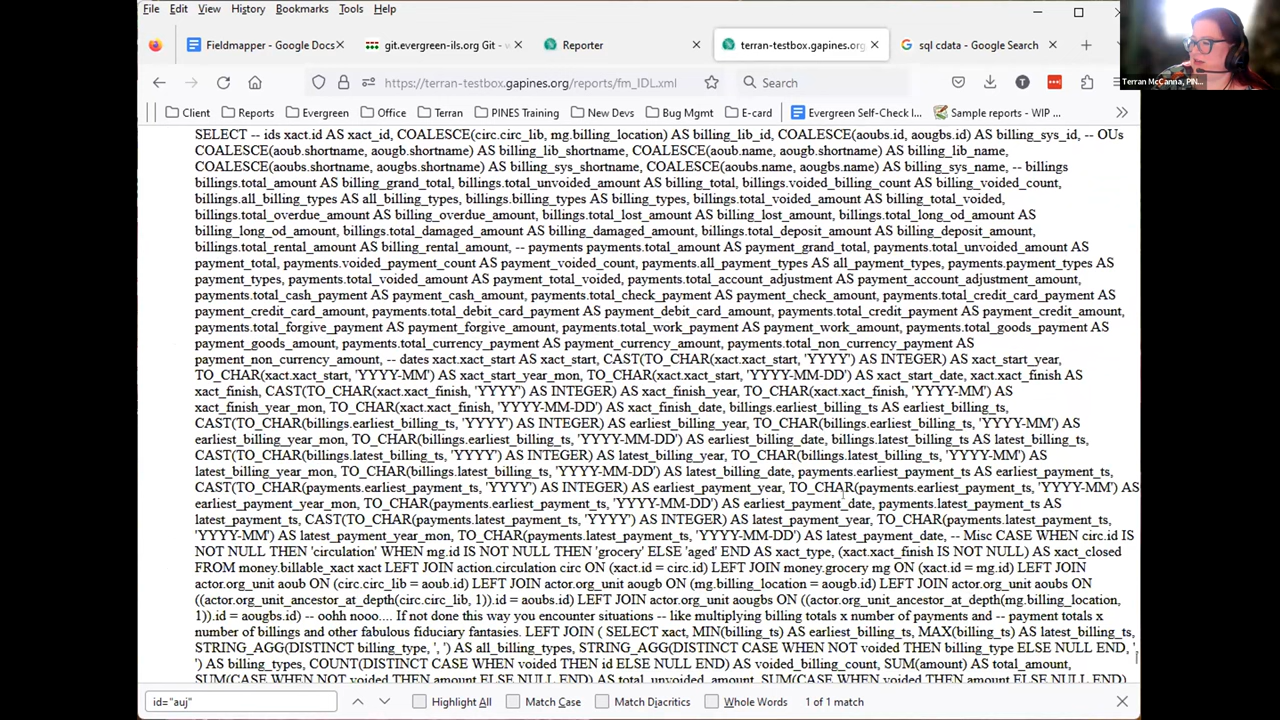 File Edit View History Bookmarks Tools Help
Fieldmapper - Google Docs
git.evergreen-ils.org Git -
Reporter
terran-testbox.gapines.org
sql cdata - Google Search
https://terran-testbox.gapines.org/reports/fm_IDL.xml
Search
Terran McCanna, PIN...
Client Reports Evergreen Office Terran PINES Training New Devs Bug Mgmt E-card Evergreen Self-Check I Sample reports - WIP ...
SELECT -- ids xact.id AS xact_id, COALESCE(circ.circ_lib, mg.billing_location) AS billing_lib_id, COALESCE(aoubs.id, aougbs.id) AS billing_sys_id, -- OUs
COALESCE(aoub.shortname, aougb.shortname) AS billing_lib_shortname, COALESCE(aoub.name, aougb.shortname) AS billing_lib_name,
COALESCE(aoubs.shortname, aougbs.shortname) AS billing_sys_shortname, COALESCE(aoubs.name, aougbs.name) AS billing_sys_name, -- billings
billings.total_amount AS billing_grand_total, billings.total_unvoided_amount AS billing_total, billings.voided_billing_count AS billing_voided_count,
billings.all_billing_types AS all_billing_types, billings.billing_types AS billing_types, billings.total_voided_amount AS billing_total_voided,
billings.total_overdue_amount AS billing_overdue_amount, billings.total_lost_amount AS billing_lost_amount, billings.total_long_od_amount AS
billing_long_od_amount, billings.total_damaged_amount AS billing_damaged_amount, billings.total_deposit_amount AS billing_deposit_amount,
billings.total_rental_amount AS billing_rental_amount, -- payments payments.total_amount AS payment_grand_total, payments.total_unvoided_amount AS
payment_total, payments.voided_payment_count AS payment_voided_count, payments.all_payment_types AS all_payment_types, payments.payment_types AS
payment_types, payments.total_voided_amount AS payment_total_voided, payments.total_account_adjustment AS payment_account_adjustment_amount,
payments.total_cash_payment AS payment_cash_amount, payments.total_check_payment AS payment_check_amount, payments.total_credit_card_payment AS
payment_credit_card_amount, payments.total_debit_card_payment AS payment_debit_card_amount, payments.total_credit_payment AS payment_credit_amount,
payments.total_forgive_payment AS payment_forgive_amount, payments.total_work_payment AS payment_work_amount, payments.total_goods_payment AS
payment_goods_amount, payments.total_currency_payment AS payment_currency_amount, payments.total_non_currency_payment AS
payment_non_currency_amount, -- dates xact.xact_start AS xact_start, CAST(TO_CHAR(xact.xact_start, 'YYYY') AS INTEGER) AS xact_start_year,
TO_CHAR(xact.xact_start, 'YYYY-MM') AS xact_start_year_mon, TO_CHAR(xact.xact_start, 'YYYY-MM-DD') AS xact_start_date, xact.xact_finish AS
xact_finish, CAST(TO_CHAR(xact.xact_finish, 'YYYY') AS INTEGER) AS xact_finish_year, TO_CHAR(xact.xact_finish, 'YYYY-MM') AS
xact_finish_year_mon, TO_CHAR(xact.xact_finish, 'YYYY-MM-DD') AS xact_finish_date, billings.earliest_billing_ts AS earliest_billing_ts,
CAST(TO_CHAR(billings.earliest_billing_ts, 'YYYY') AS INTEGER) AS earliest_billing_year, TO_CHAR(billings.earliest_billing_ts, 'YYYY-MM') AS
earliest_billing_year_mon, TO_CHAR(billings.earliest_billing_ts, 'YYYY-MM-DD') AS earliest_billing_date, billings.latest_billing_ts AS latest_billing_ts,
CAST(TO_CHAR(billings.latest_billing_ts, 'YYYY') AS INTEGER) AS latest_billing_year, TO_CHAR(billings.latest_billing_ts, 'YYYY-MM') AS
latest_billing_year_mon, TO_CHAR(billings.latest_billing_ts, 'YYYY-MM-DD') AS latest_billing_date, payments.earliest_payment_ts AS earliest_payment_ts,
CAST(TO_CHAR(payments.earliest_payment_ts, 'YYYY') AS INTEGER) AS earliest_payment_year, TO_CHAR(payments.earliest_payment_ts, 'YYYY-MM') AS
earliest_payment_year_mon, TO_CHAR(payments.earliest_payment_ts, 'YYYY-MM-DD') AS earliest_payment_date, payments.latest_payment_ts AS
latest_payment_ts, CAST(TO_CHAR(payments.latest_payment_ts, 'YYYY') AS INTEGER) AS latest_payment_year, TO_CHAR(payments.latest_payment_ts,
'YYYY-MM') AS latest_payment_year_mon, TO_CHAR(payments.latest_payment_ts, 'YYYY-MM-DD') AS latest_payment_date, -- Misc CASE WHEN circ.id IS
NOT NULL THEN 'circulation' WHEN mg.id IS NOT NULL THEN 'grocery' ELSE 'aged' END AS xact_type, (xact.xact_finish IS NOT NULL) AS xact_closed
FROM money.billable_xact xact LEFT JOIN action.circulation circ ON (xact.id = circ.id) LEFT JOIN money.grocery mg ON (xact.id = mg.id) LEFT JOIN
actor.org_unit aoub ON (circ.circ_lib = aoub.id) LEFT JOIN actor.org_unit aougb ON (mg.billing_location = aougb.id) LEFT JOIN actor.org_unit aoubs ON
((actor.org_unit_ancestor_at_depth(circ.circ_lib, 1)).id = aoubs.id) LEFT JOIN actor.org_unit aougbs ON ((actor.org_unit_ancestor_at_depth(mg.billing_location,
1)).id = aougbs.id) -- oohh nooo.... If not done this way you encounter situations -- like multiplying billing totals x number of payments and -- payment totals x
number of billings and other fabulous fiduciary fantasies. LEFT JOIN ( SELECT xact, MIN(billing_ts) AS earliest_billing_ts, MAX(billing_ts) AS latest_billing_ts,
STRING_AGG(DISTINCT billing_type, ', ') AS all_billing_types, STRING_AGG(DISTINCT CASE WHEN NOT voided THEN billing_type ELSE NULL END, ',
') AS billing_types, COUNT(DISTINCT CASE WHEN voided THEN id ELSE NULL END) AS voided_billing_count, SUM(amount) AS total_amount,
SUM(CASE WHEN NOT voided THEN amount ELSE NULL END) AS total_unvoided_amount, SUM(CASE WHEN voided THEN amount ELSE NULL END)
id="auj"
Highlight All Match Case Match Diacritics Whole Words 1 of 1 match